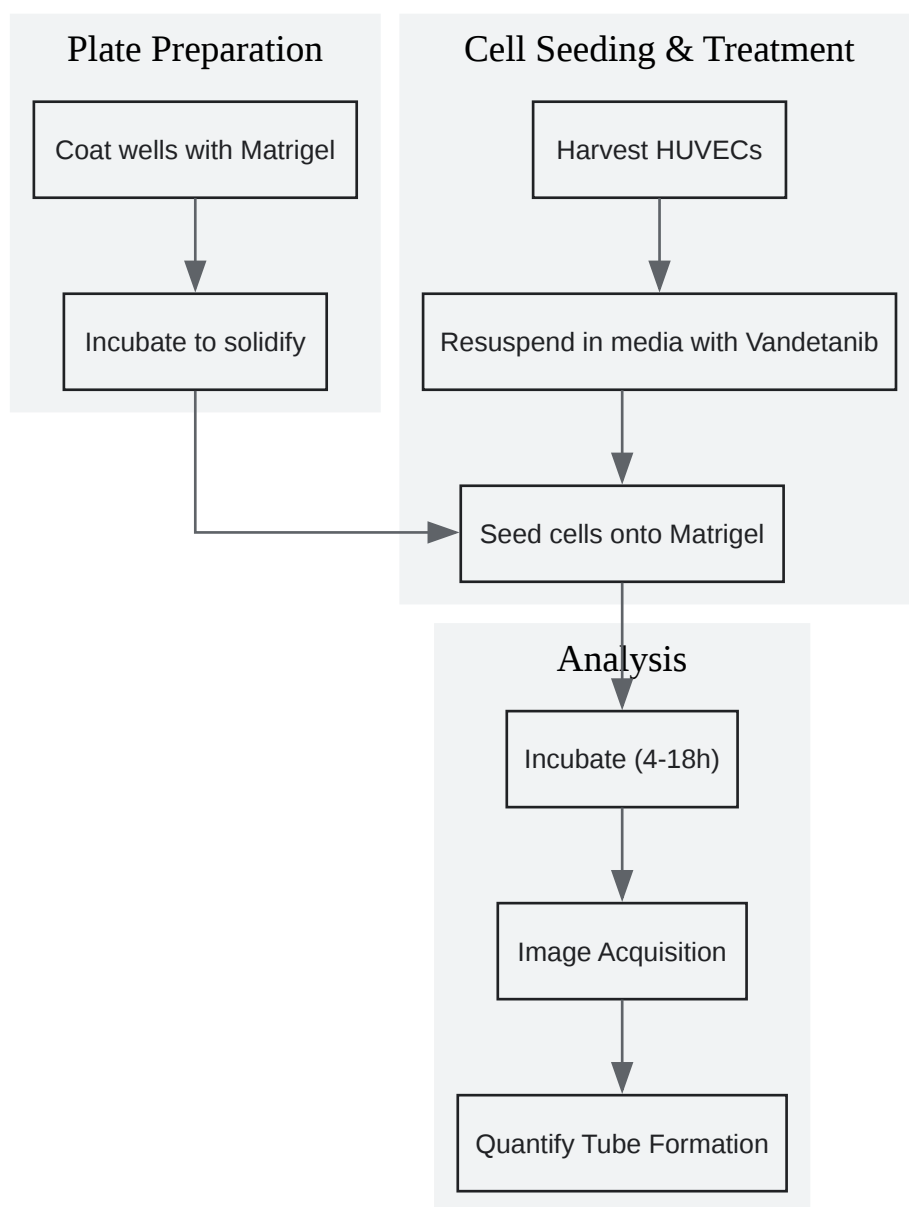 Plate Preparation
Coat wells with Matrigel
Incubate to solidify
Cell Seeding & Treatment
Harvest HUVECs
Resuspend in media with Vandetanib
Seed cells onto Matrigel
Analysis
Incubate (4-18h)
Image Acquisition
Quantify Tube Formation